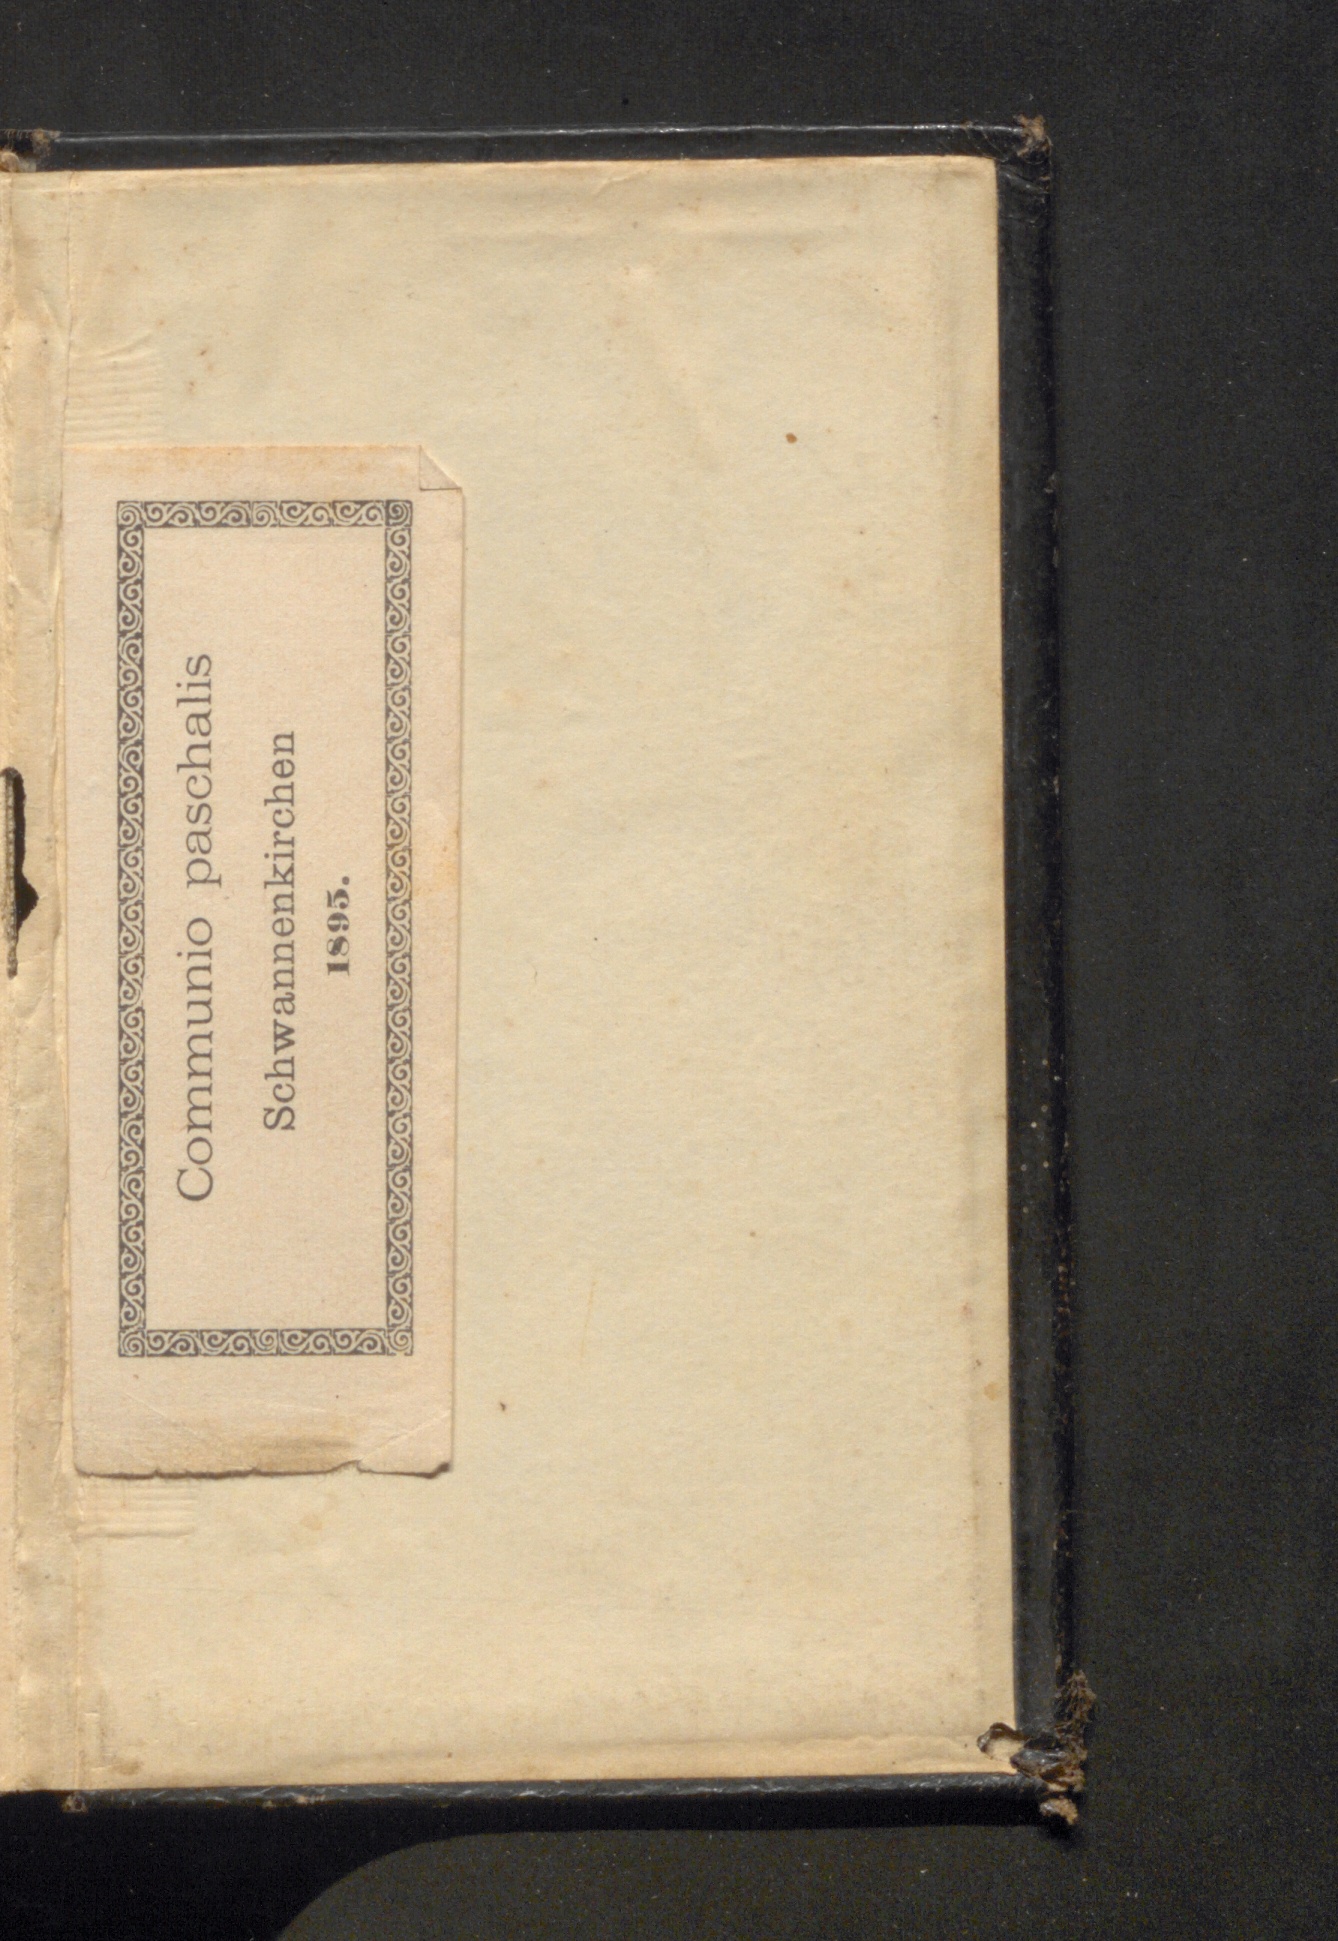 Communio paschalis
Schwannenkirchen
1895.